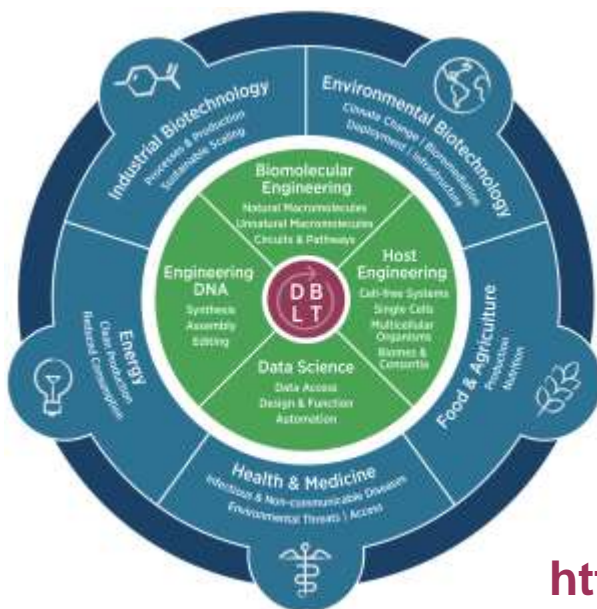 Industrial Biotechnology
Processes & Production
Sustainable Scaling
Environmental Biotechnology
Climate Change | Bioremediation
Deployment | Infrastructure
Biomolecular
Engineering
Natural Macromolecules
Unnatural Macromolecules
Circuits & Pathways
Engineering
DNA
Synthesis
Assembly
Editing
D B
L T
Host
Engineering
Cell-free Systems
Single Cells
Multicellular
Organisms
Biomes &
Consortia
Data Science
Data Access
Design & Function
Automation
Energy
Clean Production
Reduced Consumption
Food & Agriculture
Production
Nutrition
Health & Medicine
Infectious & Non-communicable Diseases
Environmental Threats | Access
htt